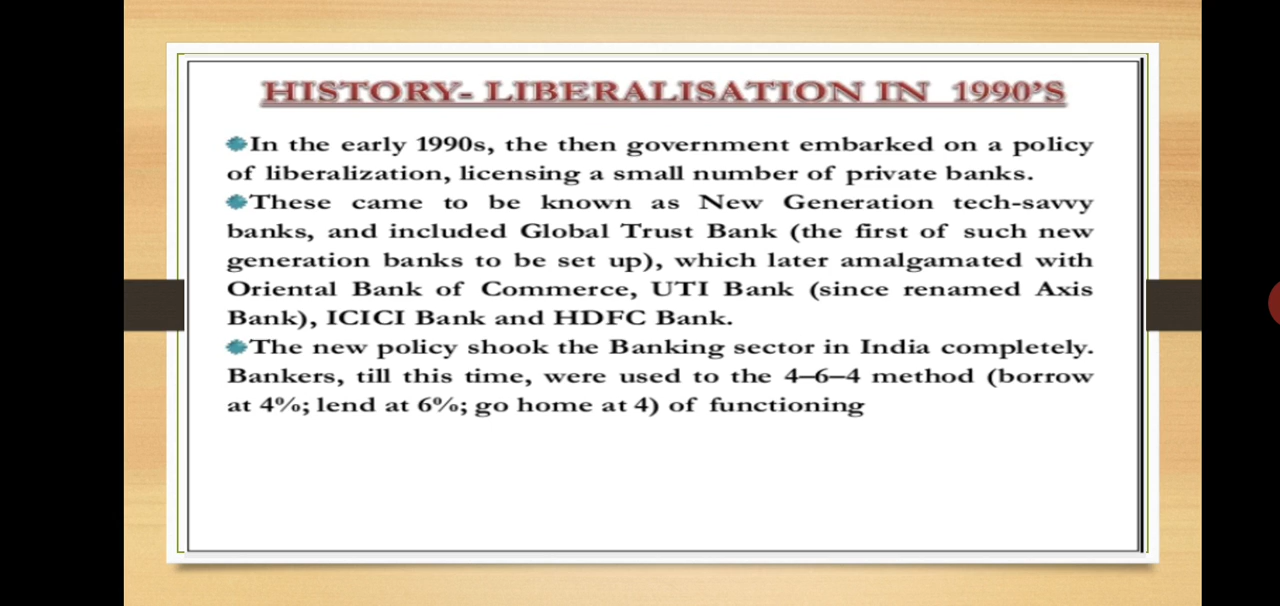 HISTORY- LIBERALISATION IN 1990'S
In the early 1990s, the then government embarked on a policy
of liberalization, licensing a small number of private banks.
These came to be known as New Generation tech-savvy
banks, and included Global Trust Bank (the first of such new
generation banks to be set up), which later amalgamated with
Oriental Bank of Commerce, UTI Bank (since renamed Axis
Bank), ICICI Bank and HDFC Bank.
The new policy shook the Banking sector in India completely.
Bankers, till this time, were used to the 4–6–4 method (borrow
at 4%; lend at 6%; go home at 4) of functioning